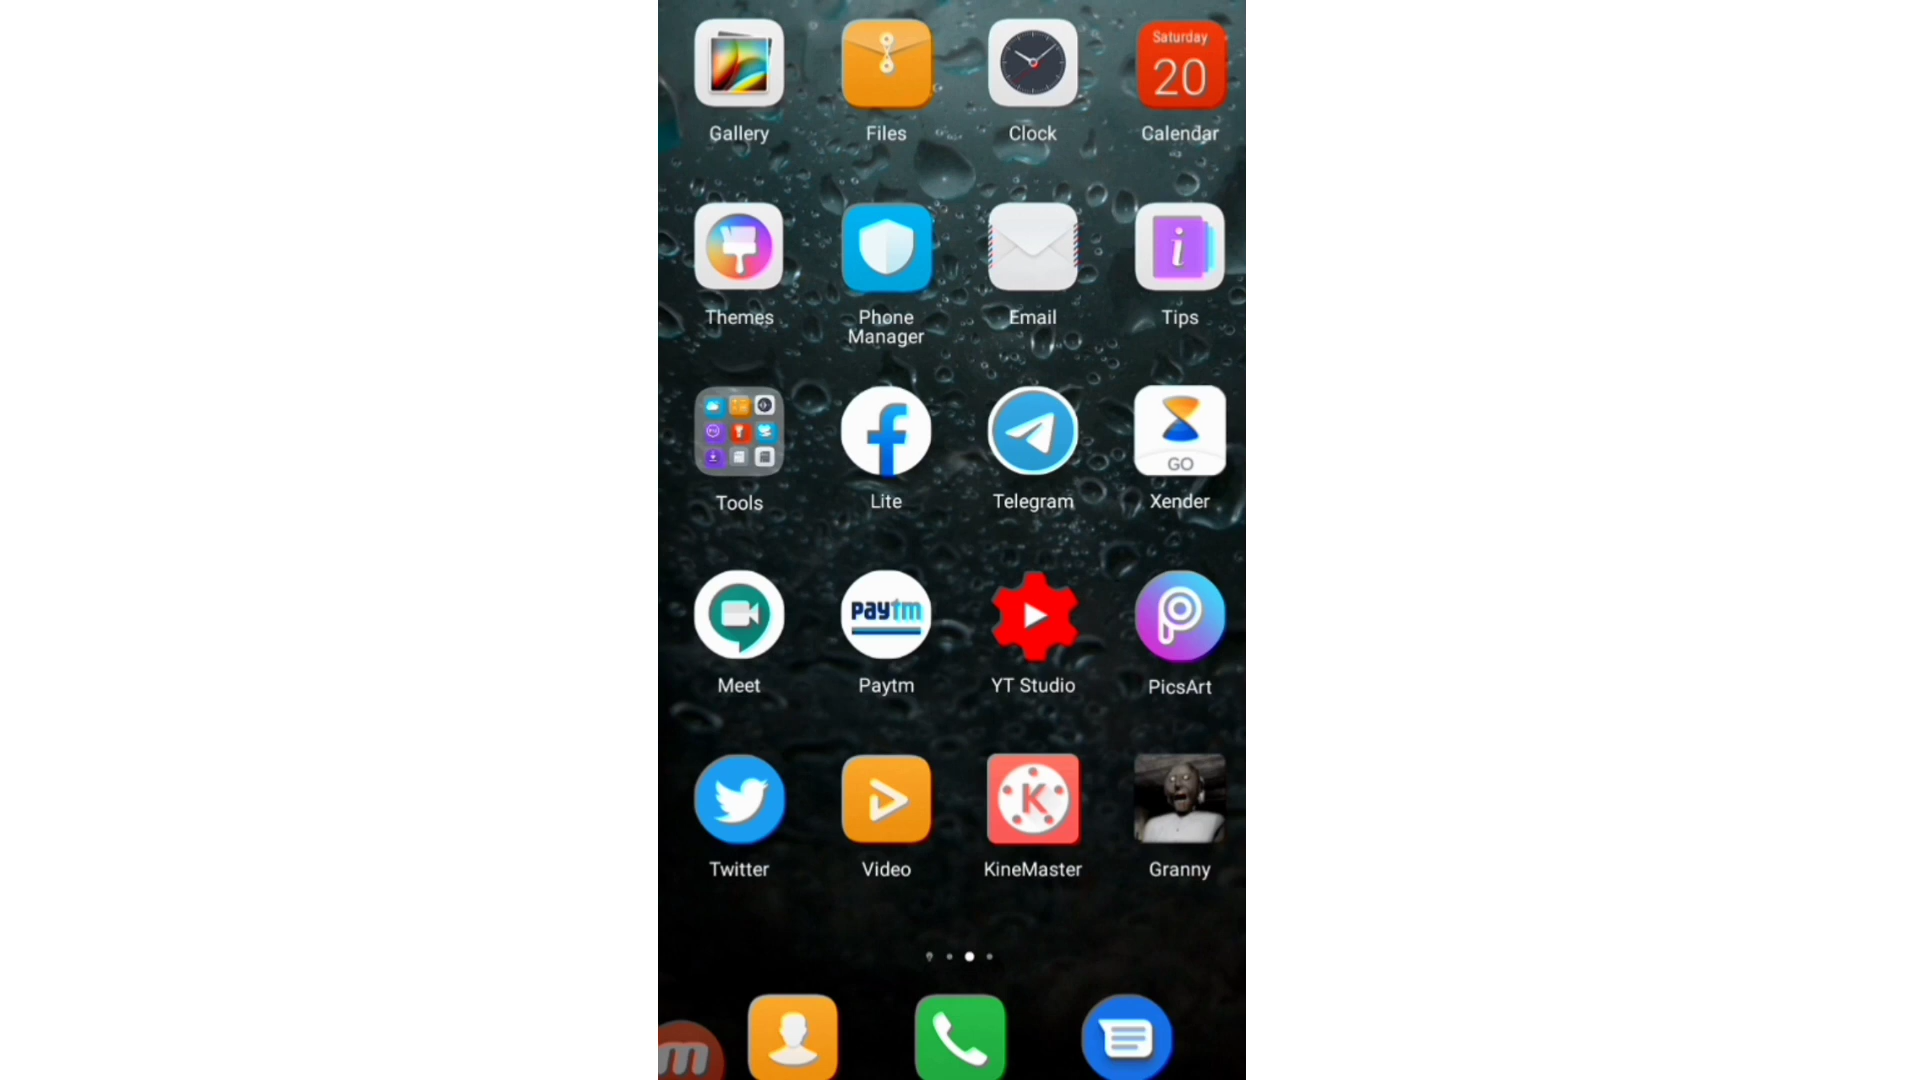 Saturday
20
Gallery
Files
Clock
Calendar
i
Themes
Phone
Manager
Email
Tips
GO
Tools
Lite
Telegram
Xender
paytm
Meet
Paytm
YT Studio
PicsArt
K
Twitter
Video
KineMaster
Granny
m